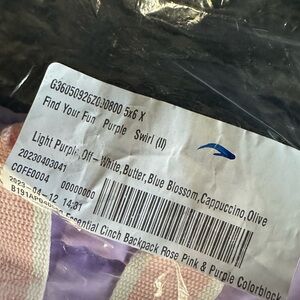 G36050926Z030800 5x6 X
Find Your Fun Purple Swirl (II)
Light Purple,Off-White,Butter,Blue Blossom,Cappuccino,Olive
20230403041
COFE0004 00000000
2023-04-12 14:31
Essential Cinch Backpack Rose Pink & Purple Colorblock